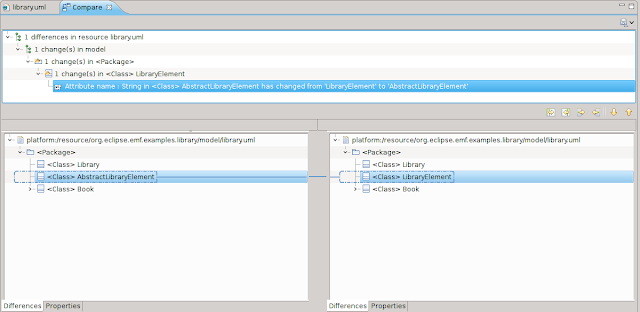 library.uml
Compare
1 differences in resource library.uml
1 change(s) in model
1 change(s) in <Package>
1 change(s) in <Class> LibraryElement
Attribute name : String in <Class> AbstractLibraryElement has changed from 'LibraryElement' to 'AbstractLibraryElement'
platform:/resource/org.eclipse.emf.examples.library/model/library.uml
<Package>
<Class> Library
<Class> AbstractLibraryElement
<Class> Book
Differences Properties
platform:/resource/org.eclipse.emf.examples.library/model/library.uml
<Package>
<Class> Library
<Class> LibraryElement
<Class> Book
Differences Properties